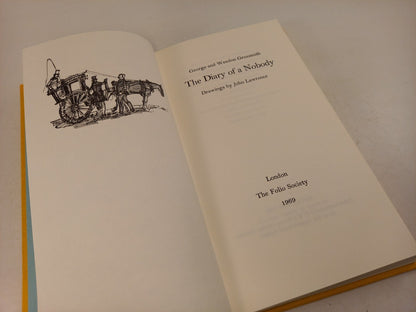 George and Weedon Grossmith
The Diary of a Nobody
Drawings by John Lawrence
London
The Folio Society
1969